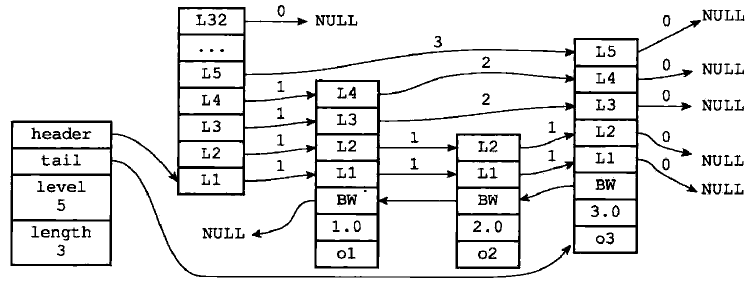 L32
0
NULL
...
L5
3
L4
1
L3
1
L2
1
L1
1
header
tail
level
5
length
3
NULL
L4
2
L3
2
L2
1
L1
1
BW
1.0
o1
L2
1
L1
1
BW
2.0
o2
L5
0
NULL
L4
0
NULL
L3
0
NULL
L2
0
NULL
L1
0
NULL
BW
3.0
o3